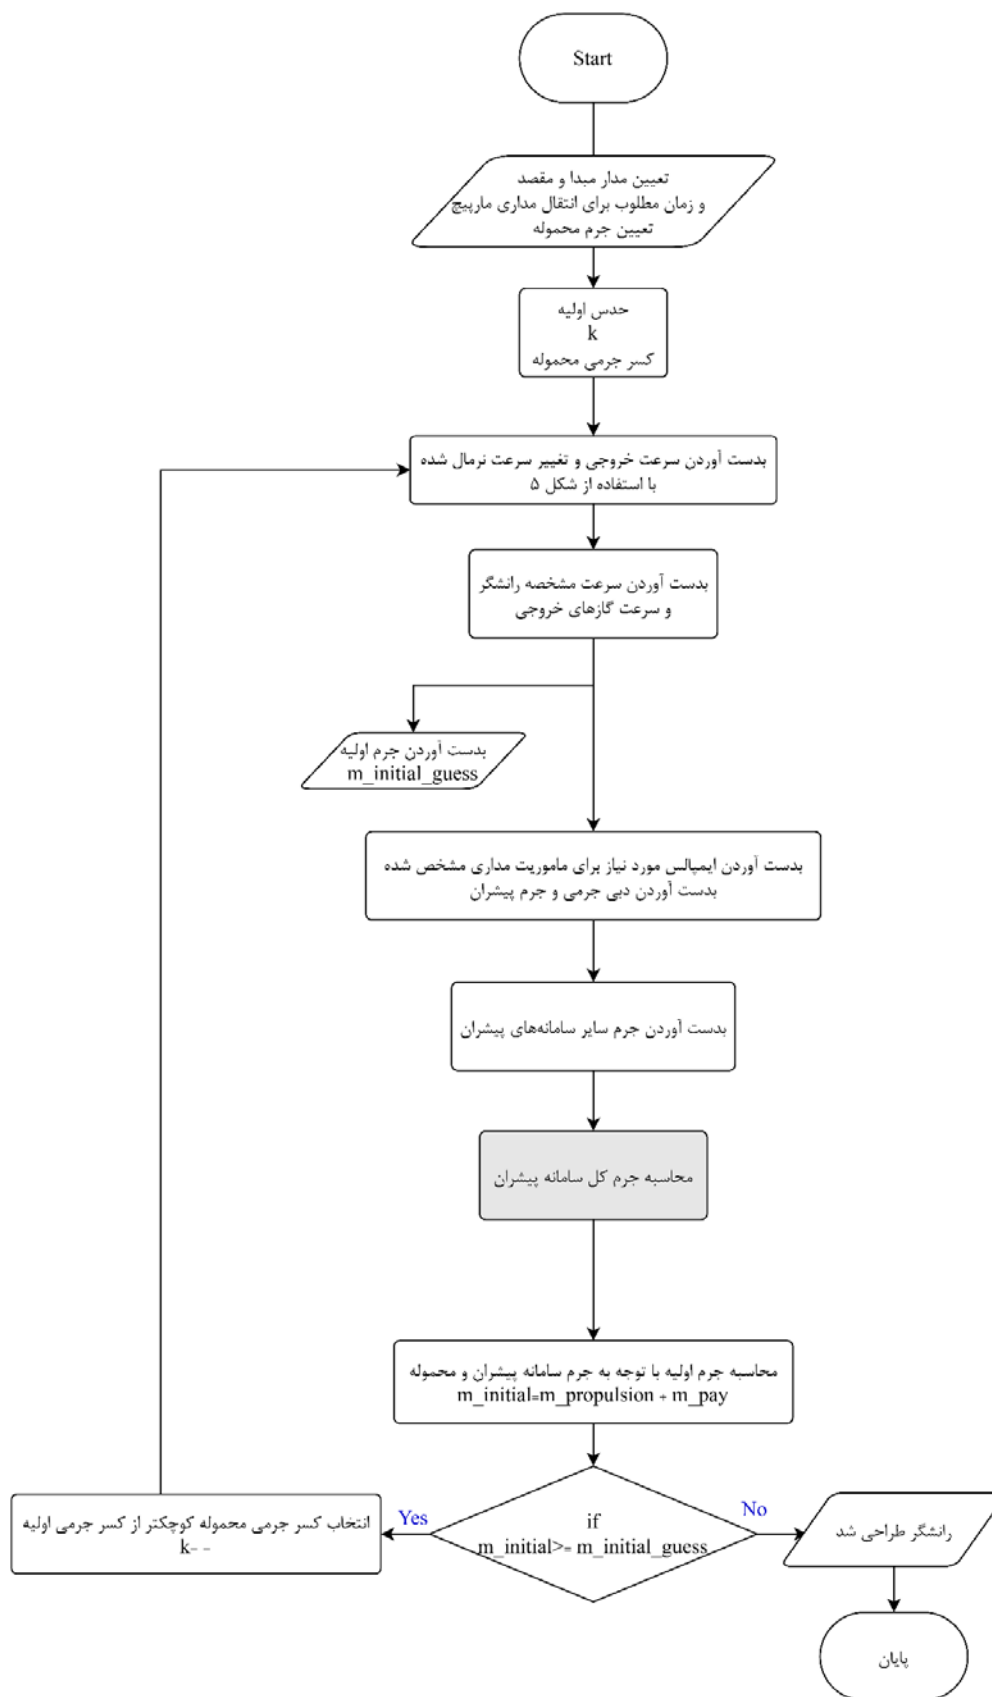 Start
تعیین مدار مبدا و مقصد
و زمان مطلوب برای انتقال مداری مارپیچ
تعیین جرم محموله
حدس اولیه
k
کسر جرمی محموله
بدست آوردن سرعت خروجی و تغییر سرعت نرمال شده
با استفاده از شکل ۵
بدست آوردن سرعت مشخصه رانشگر
و سرعت گازهای خروجی
بدست آوردن جرم اولیه
m_initial_guess
بدست آوردن ایمپالس مورد نیاز برای ماموریت مداری مشخص شده
بدست آوردن دبی جرمی و جرم پیشران
بدست آوردن جرم سایر سامانه‌های پیشران
محاسبه جرم کل سامانه پیشران
محاسبه جرم اولیه با توجه به جرم سامانه پیشران و محموله
m_initial=m_propulsion + m_pay
if
m_initial>= m_initial_guess
Yes
انتخاب کسر جرمی محموله کوچکتر از کسر جرمی اولیه
k- -
No
رانشگر طراحی شد
پایان